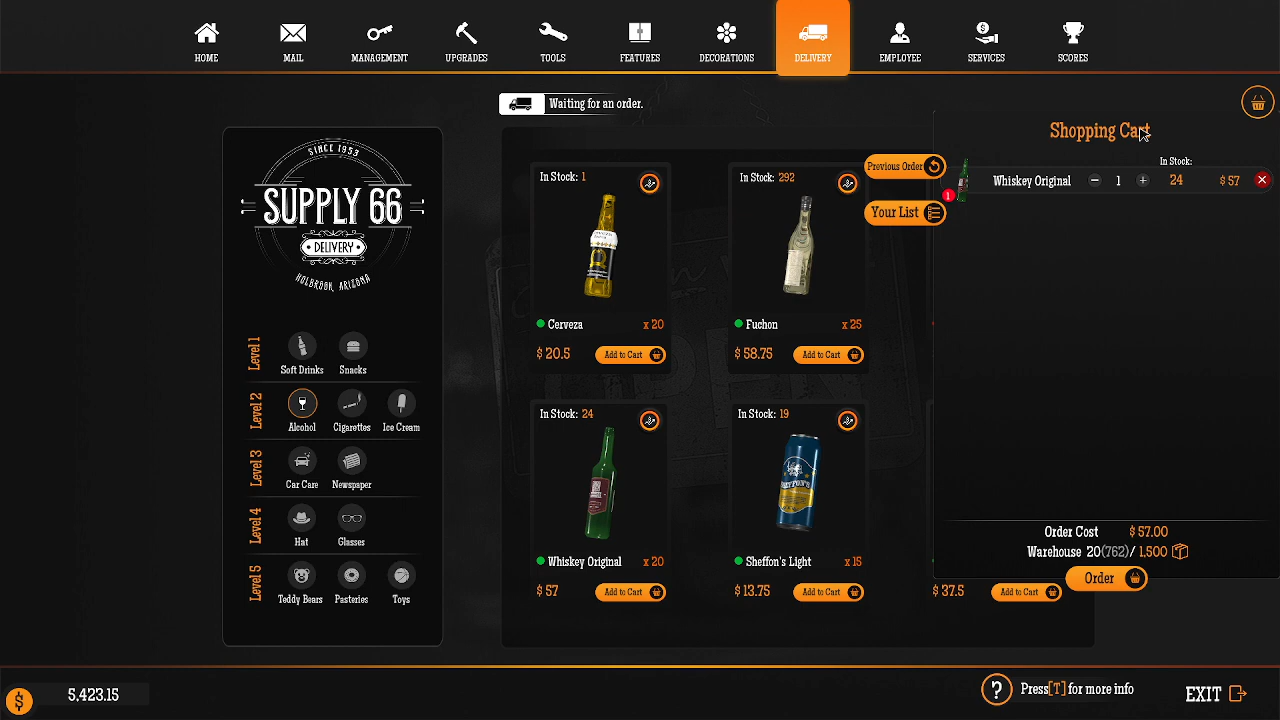 HOME
MAIL
MANAGEMENT
UPGRADES
TOOLS
FEATURES
DECORATIONS
DELIVERY
EMPLOYEE
SERVICES
SCORES
Waiting for an order.
SINCE 1953
SUPPLY 66
DELIVERY
HOLBROOK, ARIZONA
Level 1
Soft Drinks
Snacks
Level 2
Alcohol
Cigarettes
Ice Cream
Level 3
Car Care
Newspaper
Level 4
Hat
Glasses
Level 5
Teddy Bears
Pasteries
Toys
In Stock: 1
Cerveza x 20
$ 20.5 Add to Cart
In Stock: 292
Fuchon x 25
$ 58.75 Add to Cart
In Stock: 24
Whiskey Original x 20
$ 57 Add to Cart
In Stock: 19
Sheffon's Light x 15
$ 13.75 Add to Cart
$ 37.5 Add to Cart
Previous Order
Your List
Shopping Cart
In Stock:
1
Whiskey Original − 1 + 24 $ 57
Order Cost $ 57.00
Warehouse 20(762)/ 1,500
Order
$ 5,423.15
? Press[T] for more info
EXIT